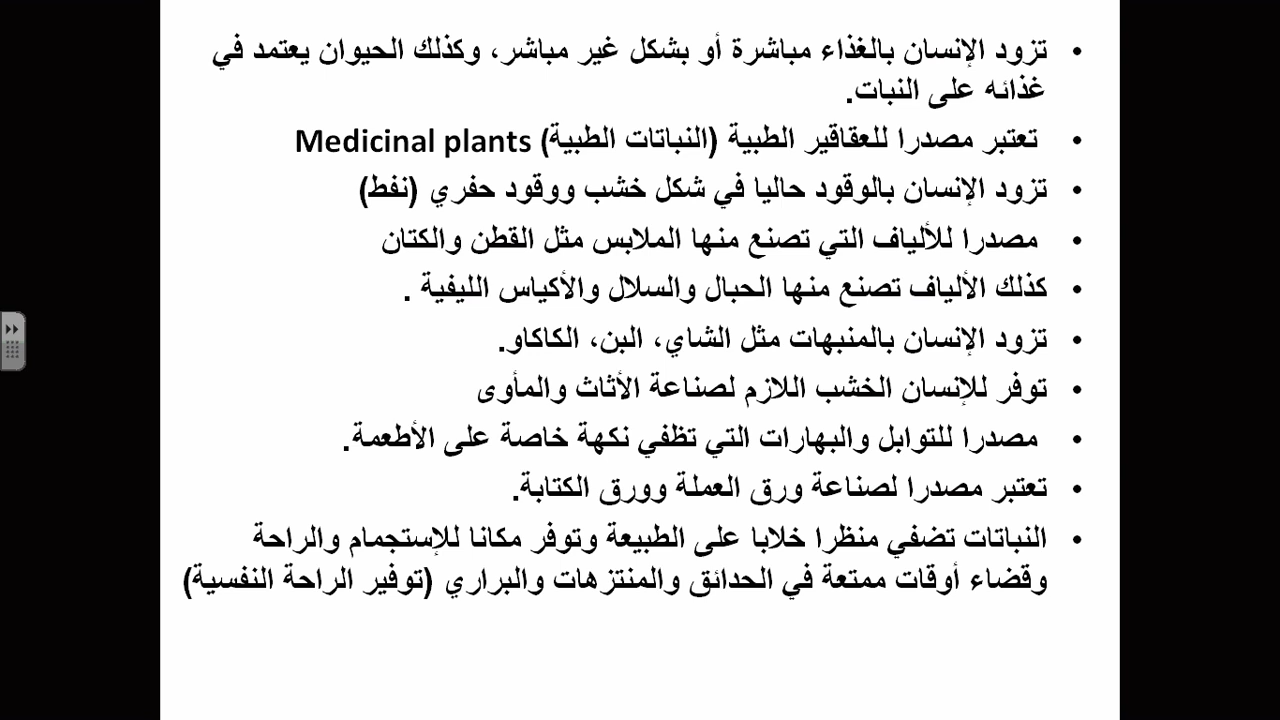 • تزود الإنسان بالغذاء مباشرة أو بشكل غير مباشر، وكذلك الحيوان يعتمد في
غذائه على النبات.
• تعتبر مصدرا للعقاقير الطبية (النباتات الطبية) Medicinal plants
• تزود الإنسان بالوقود حاليا في شكل خشب ووقود حفري (نفط)
• مصدرا للألياف التي تصنع منها الملابس مثل القطن والكتان
• كذلك الألياف تصنع منها الحبال والسلال والأكياس الليفية .
• تزود الإنسان بالمنبهات مثل الشاي، البن، الكاكاو.
• توفر للإنسان الخشب اللازم لصناعة الأثاث والمأوى
• مصدرا للتوابل والبهارات التي تظفي نكهة خاصة على الأطعمة.
• تعتبر مصدرا لصناعة ورق العملة وورق الكتابة.
• النباتات تضفي منظرا خلابا على الطبيعة وتوفر مكانا للإستجمام والراحة
وقضاء أوقات ممتعة في الحدائق والمنتزهات والبراري (توفير الراحة النفسية)